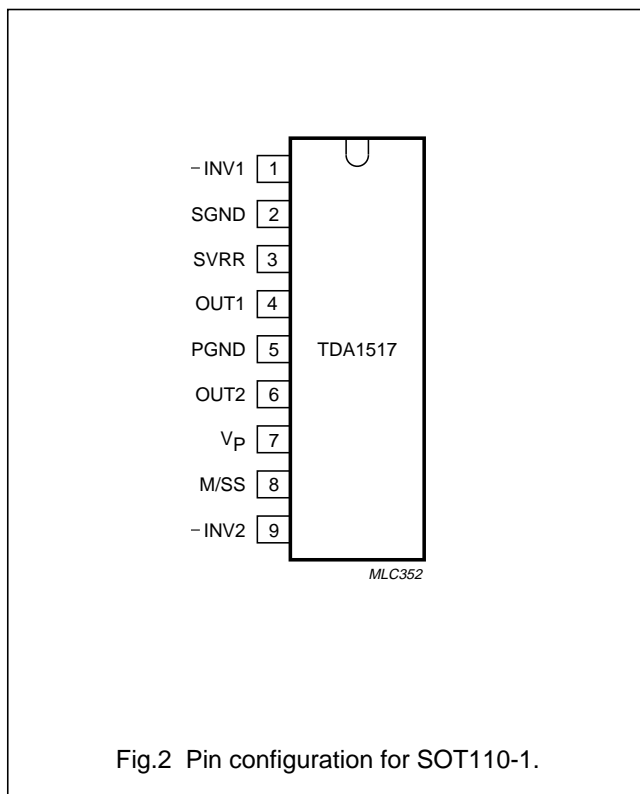 −INV1 1
SGND 2
SVRR 3
OUT1 4
PGND 5 TDA1517
OUT2 6
VP 7
M/SS 8
−INV2 9
MLC352
Fig.2 Pin configuration for SOT110-1.